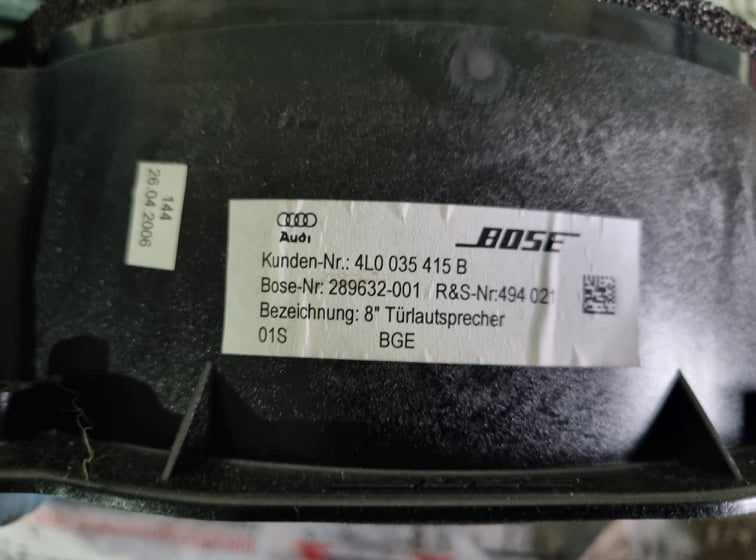 144
26.04 2006
Audi
BOSE
Kunden-Nr.: 4L0 035 415 B
Bose-Nr: 289632-001 R&S-Nr:494 021
Bezeichnung: 8" Türlautsprecher
01S BGE